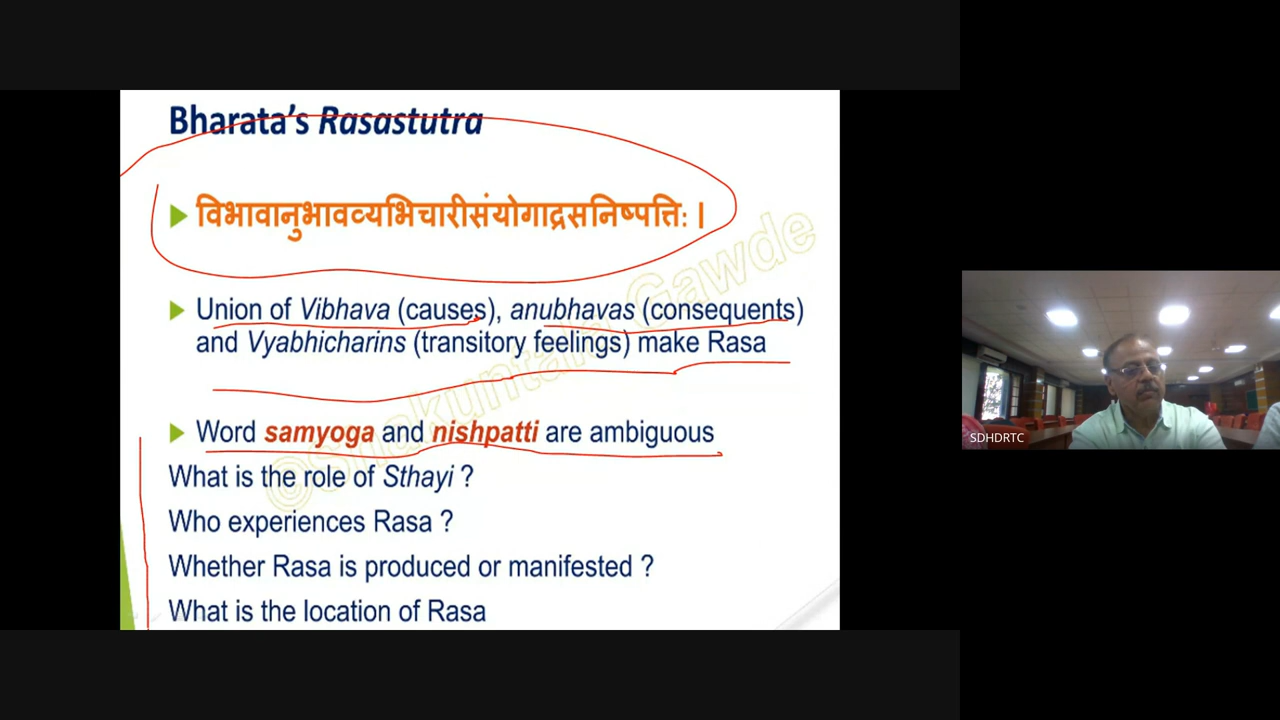 Bharata's Rasastutra
विभावानुभावव्यभिचारीसंयोगाद्रसनिष्पत्तिः ।
Union of Vibhava (causes), anubhavas (consequents)
and Vyabhicharins (transitory feelings) make Rasa
Word samyoga and nishpatti are ambiguous
What is the role of Sthayi ?
Who experiences Rasa ?
Whether Rasa is produced or manifested ?
What is the location of Rasa
©Shakuntala Gawde
SDHDRTC